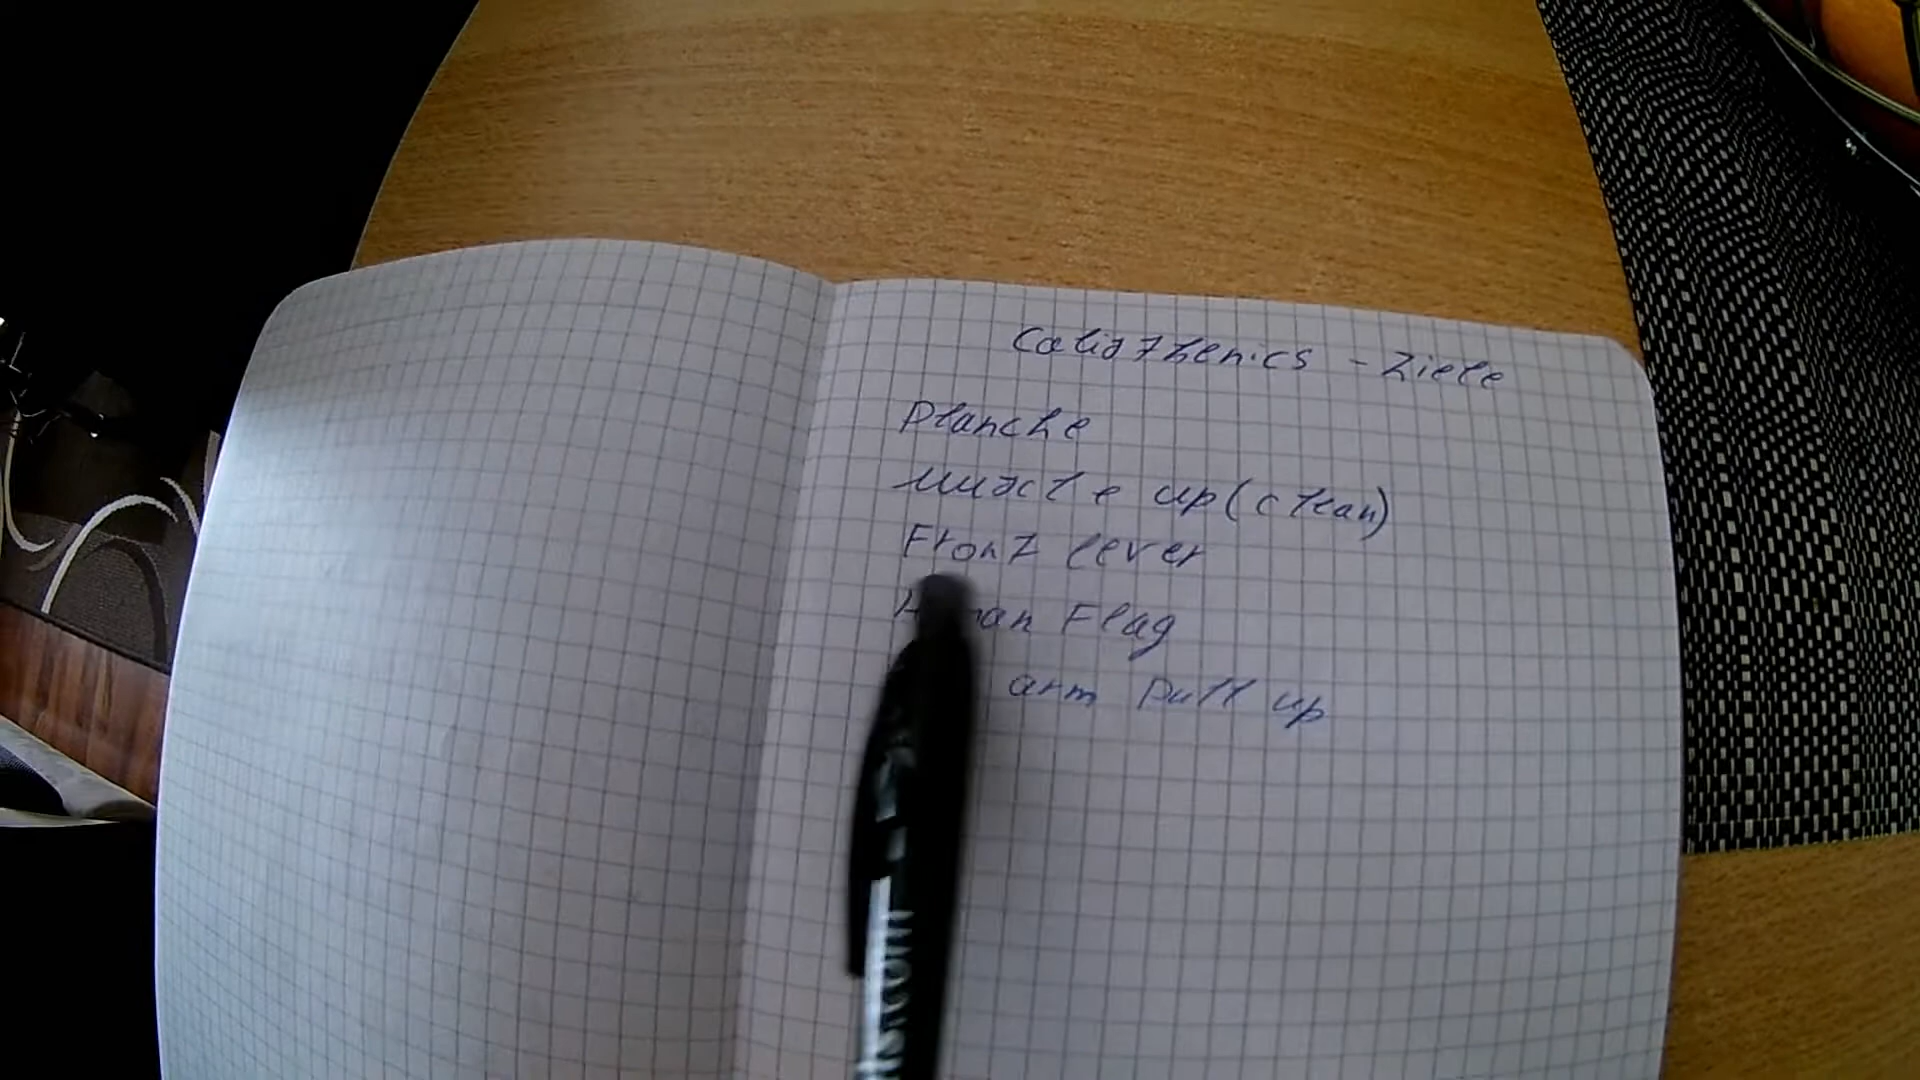 Calisthenics - Ziele
Planche
Muscle up (clean)
Front lever
Flag
arm Pull up